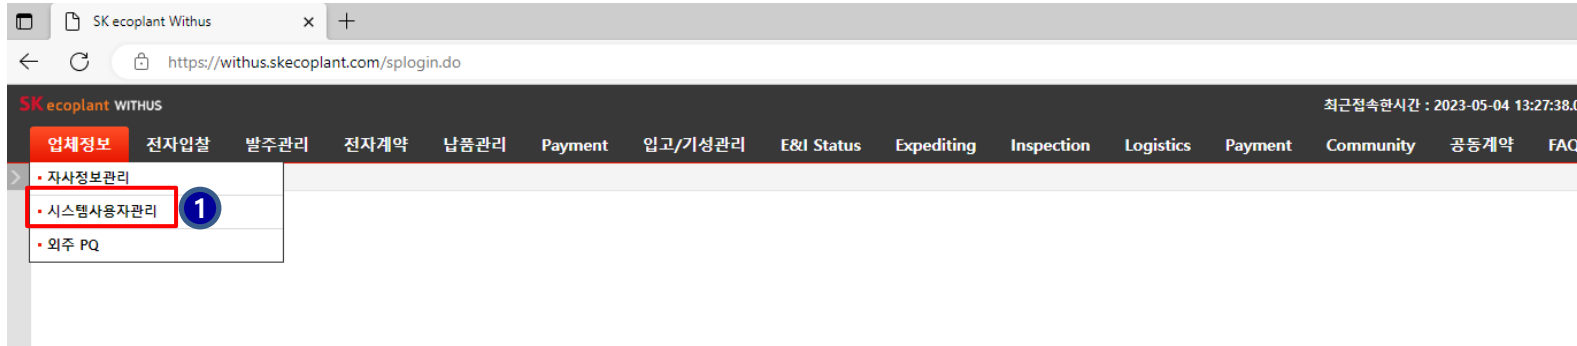 SK ecoplant Withus
https://withus.skecoplant.com/splogin.do
SK ecoplant WITHUS
최근접속한시간 : 2023-05-04 13:27:38.0
업체정보 전자입찰 발주관리 전자계약 납품관리 Payment 입고/기성관리 E&I Status Expediting Inspection Logistics Payment Community 공동계약 FAQ
자사정보관리
시스템사용자관리 1
외주 PQ